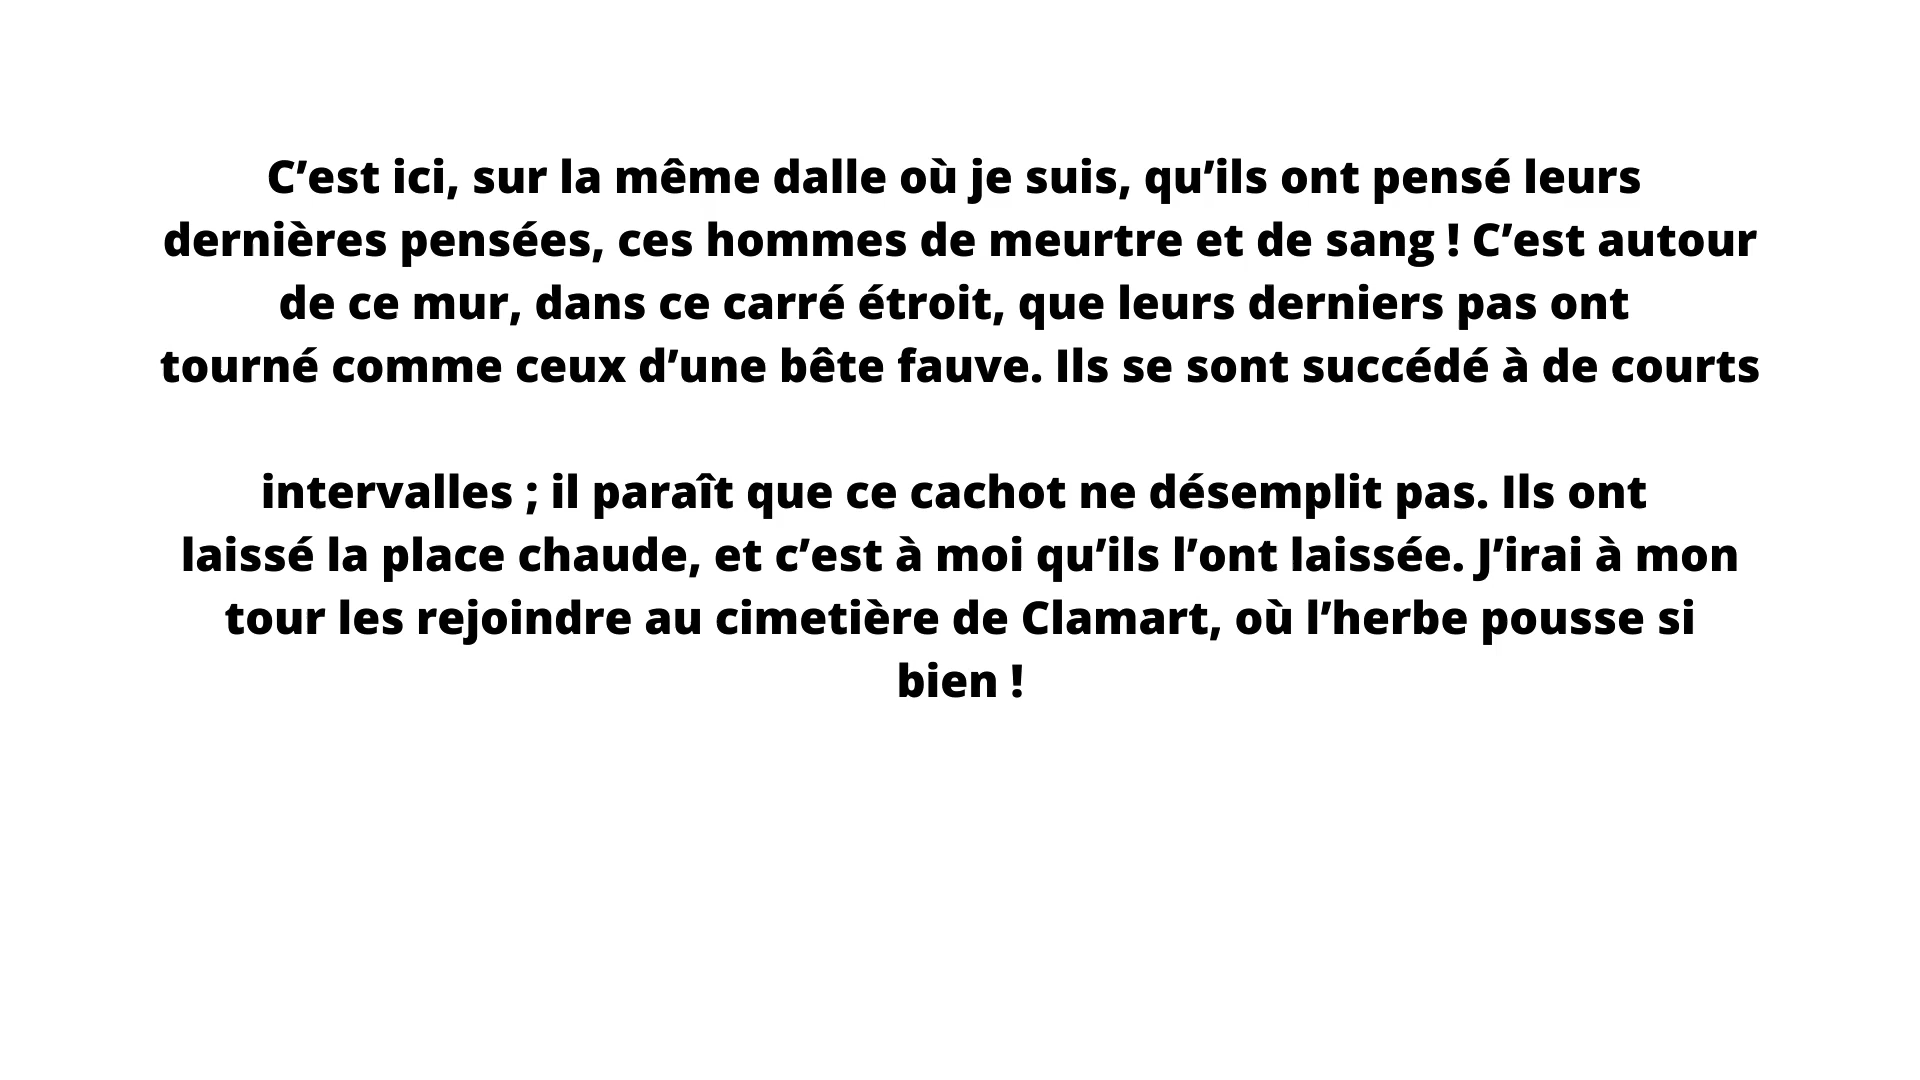 C’est ici, sur la même dalle où je suis, qu’ils ont pensé leurs
dernières pensées, ces hommes de meurtre et de sang ! C’est autour
de ce mur, dans ce carré étroit, que leurs derniers pas ont
tourné comme ceux d’une bête fauve. Ils se sont succédé à de courts
intervalles ; il paraît que ce cachot ne désemplit pas. Ils ont
laissé la place chaude, et c’est à moi qu’ils l’ont laissée. J’irai à mon
tour les rejoindre au cimetière de Clamart, où l’herbe pousse si
bien !